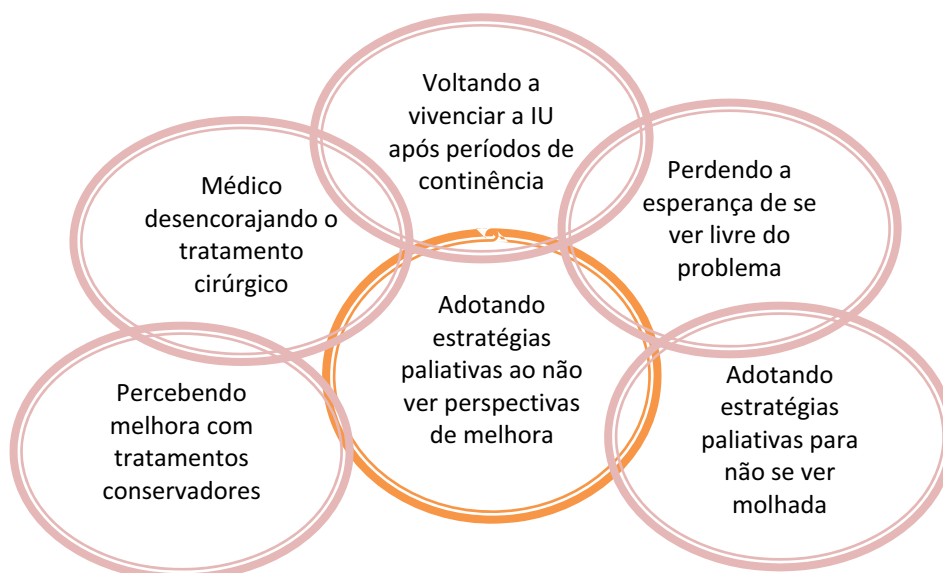 Voltando a
vivenciar a IU
após períodos de
continência
Médico
desencorajando o
tratamento
cirúrgico
Perdendo a
esperança de se
ver livre do
problema
Adotando
estratégias
paliativas ao não
ver perspectivas
de melhora
Percebendo
melhora com
tratamentos
conservadores
Adotando
estratégias
paliativas para
não se ver
molhada